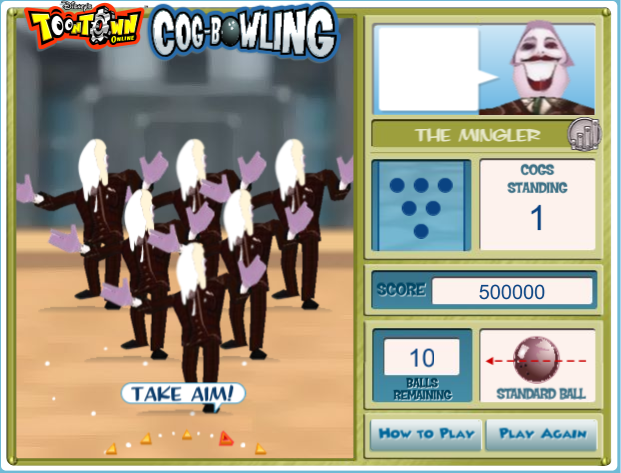 Disney's
TOONTOWN
ONLINE
COG-BOWLING
THE MINGLER
COGS
STANDING
1
SCORE
500000
10
BALLS
REMAINING
STANDARD BALL
TAKE AIM!
HOW TO PLAY
PLAY AGAIN